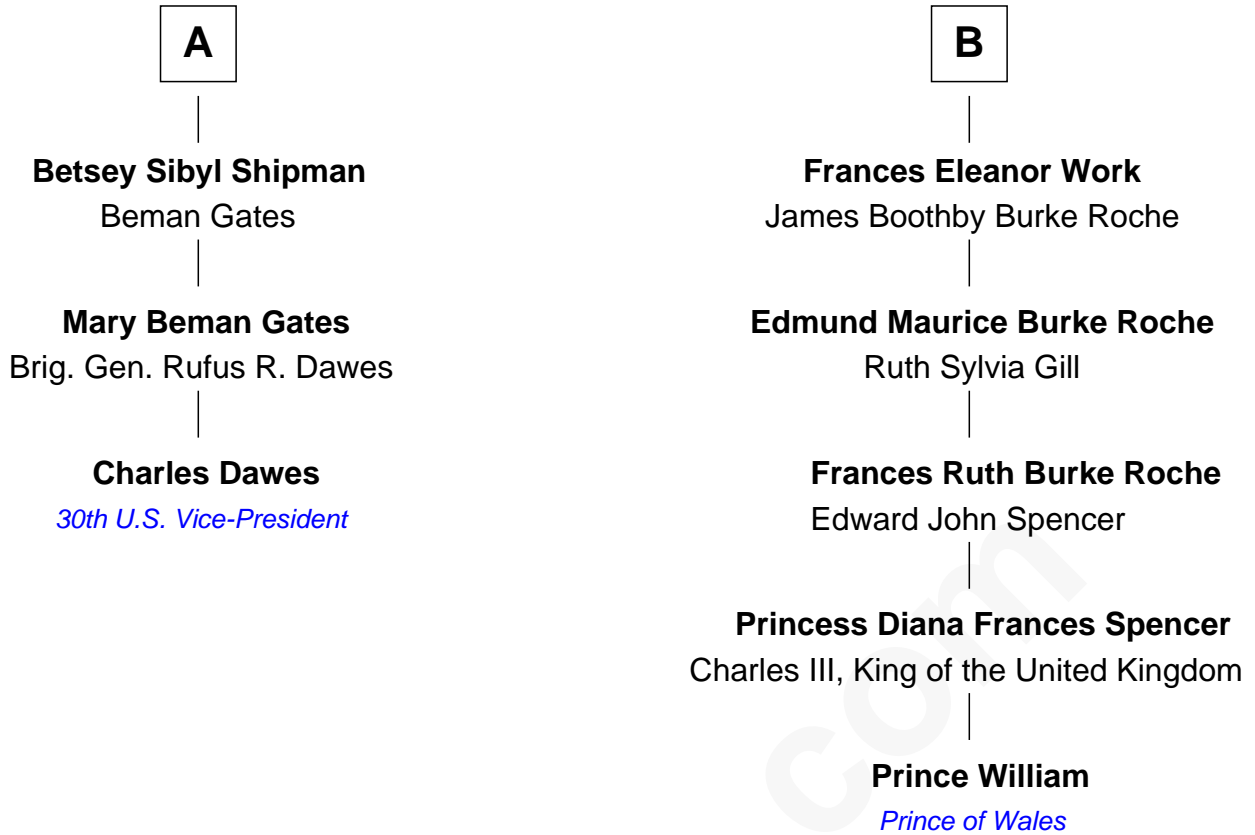 A
Betsey Sibyl Shipman
Beman Gates
Mary Beman Gates
Brig. Gen. Rufus R. Dawes
Charles Dawes
30th U.S. Vice-President
B
Frances Eleanor Work
James Boothby Burke Roche
Edmund Maurice Burke Roche
Ruth Sylvia Gill
Frances Ruth Burke Roche
Edward John Spencer
Princess Diana Frances Spencer
Charles III, King of the United Kingdom
Prince William
Prince of Wales
com